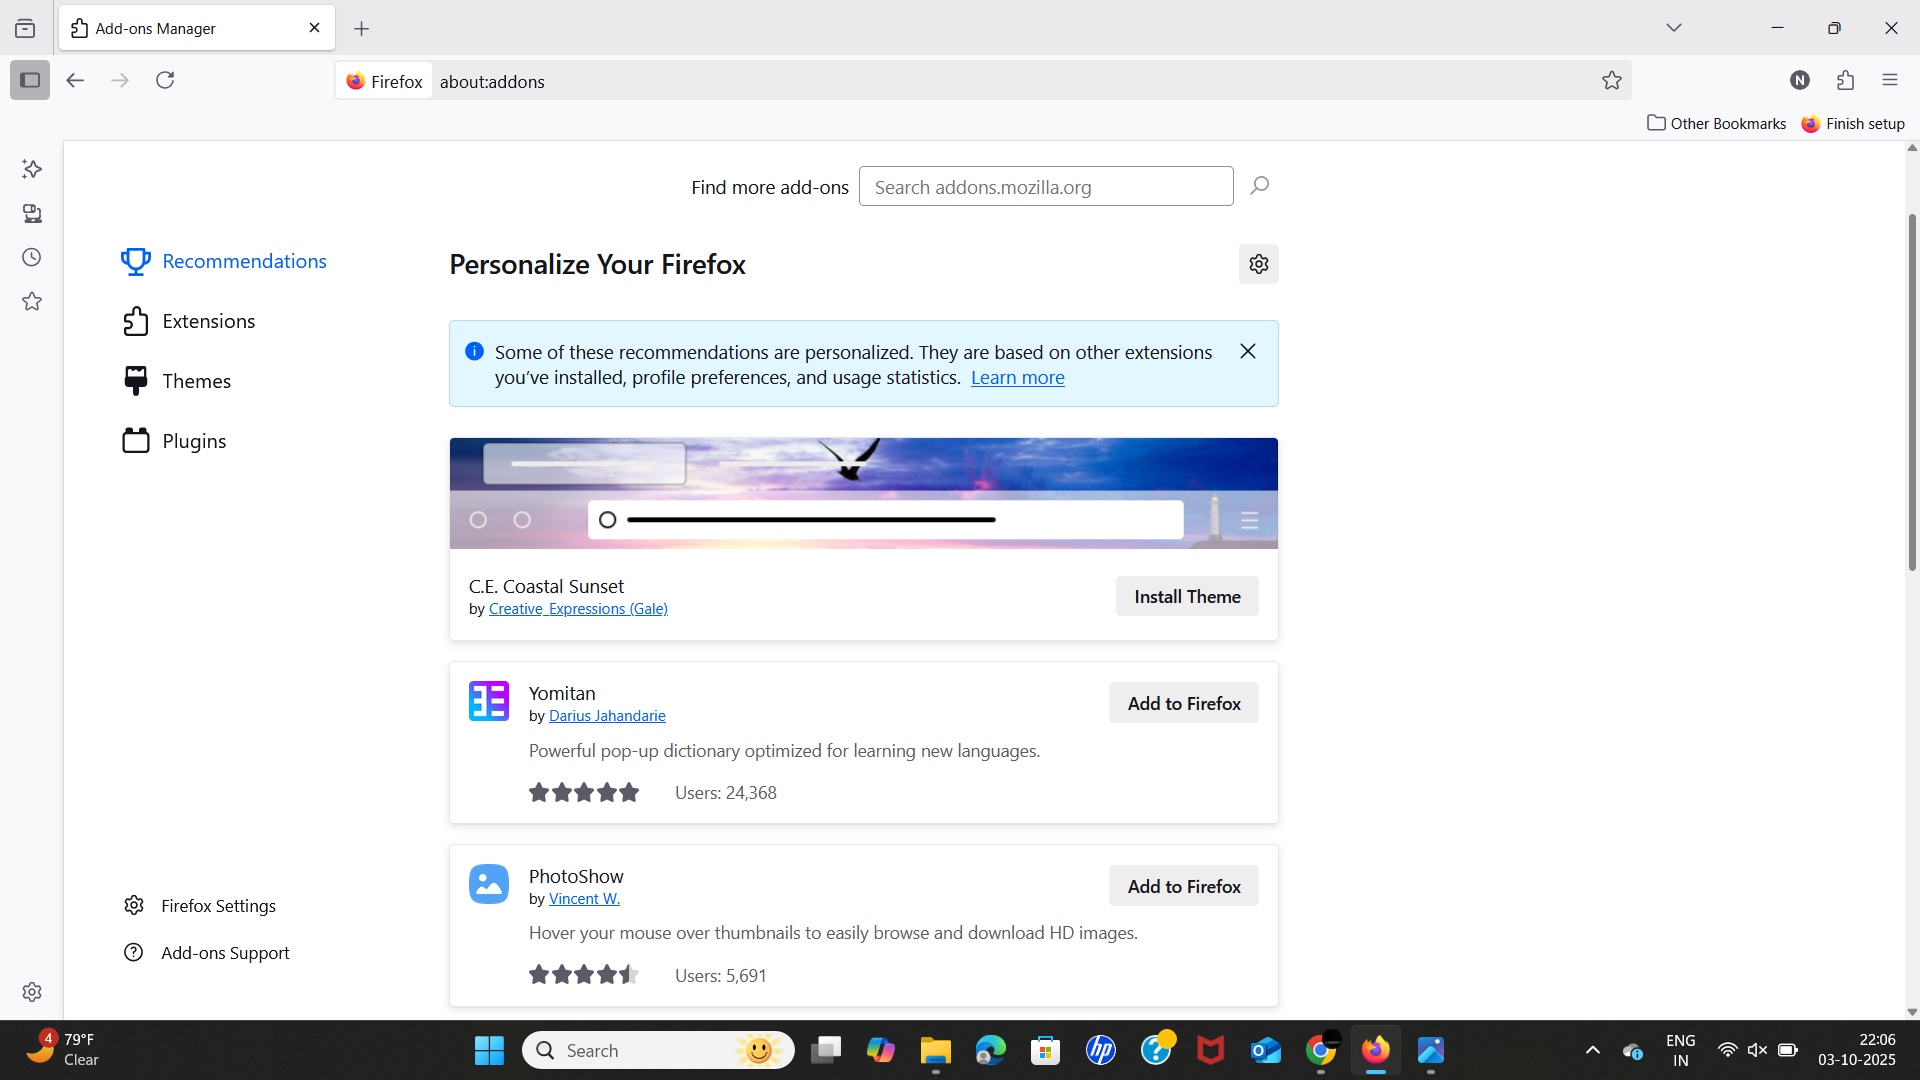 Add-ons Manager
Firefox
about:addons
N
Other Bookmarks
Finish setup
Find more add-ons
Search addons.mozilla.org
Recommendations
Extensions
Themes
Plugins
Firefox Settings
Add-ons Support
Personalize Your Firefox
Some of these recommendations are personalized. They are based on other extensions
you’ve installed, profile preferences, and usage statistics. Learn more
C.E. Coastal Sunset
by Creative_Expressions (Gale)
Install Theme
Yomitan
by Darius Jahandarie
Add to Firefox
Powerful pop-up dictionary optimized for learning new languages.
Users: 24,368
PhotoShow
by Vincent W.
Add to Firefox
Hover your mouse over thumbnails to easily browse and download HD images.
Users: 5,691
4
79°F
Clear
Search
hp
ENG
IN
22:06
03-10-2025